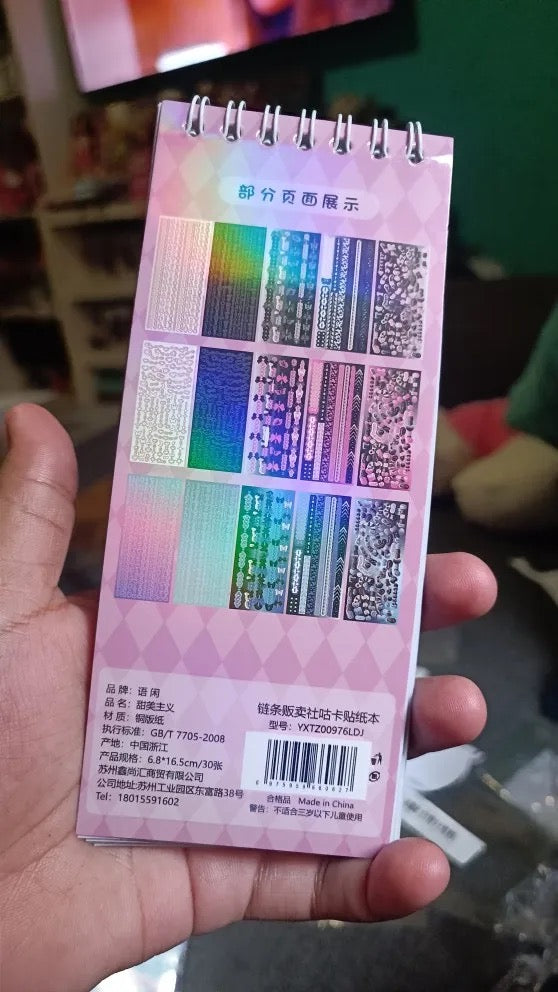 部分页面展示
品 牌：语 闲
品 名：甜美主义
材 质：铜版纸
执行标准：GB/T 7705-2008
产地：中国浙江
产品规格：6.8*16.5cm/30张
苏州鑫尚汇商贸有限公司
公司地址:苏州工业园区东富路38号
Tel：18015591602
链条贩卖社咕卡贴纸本
型号：YXTZ00976LDJ
合格品 Made in China
警告：不适合三岁以下儿童使用